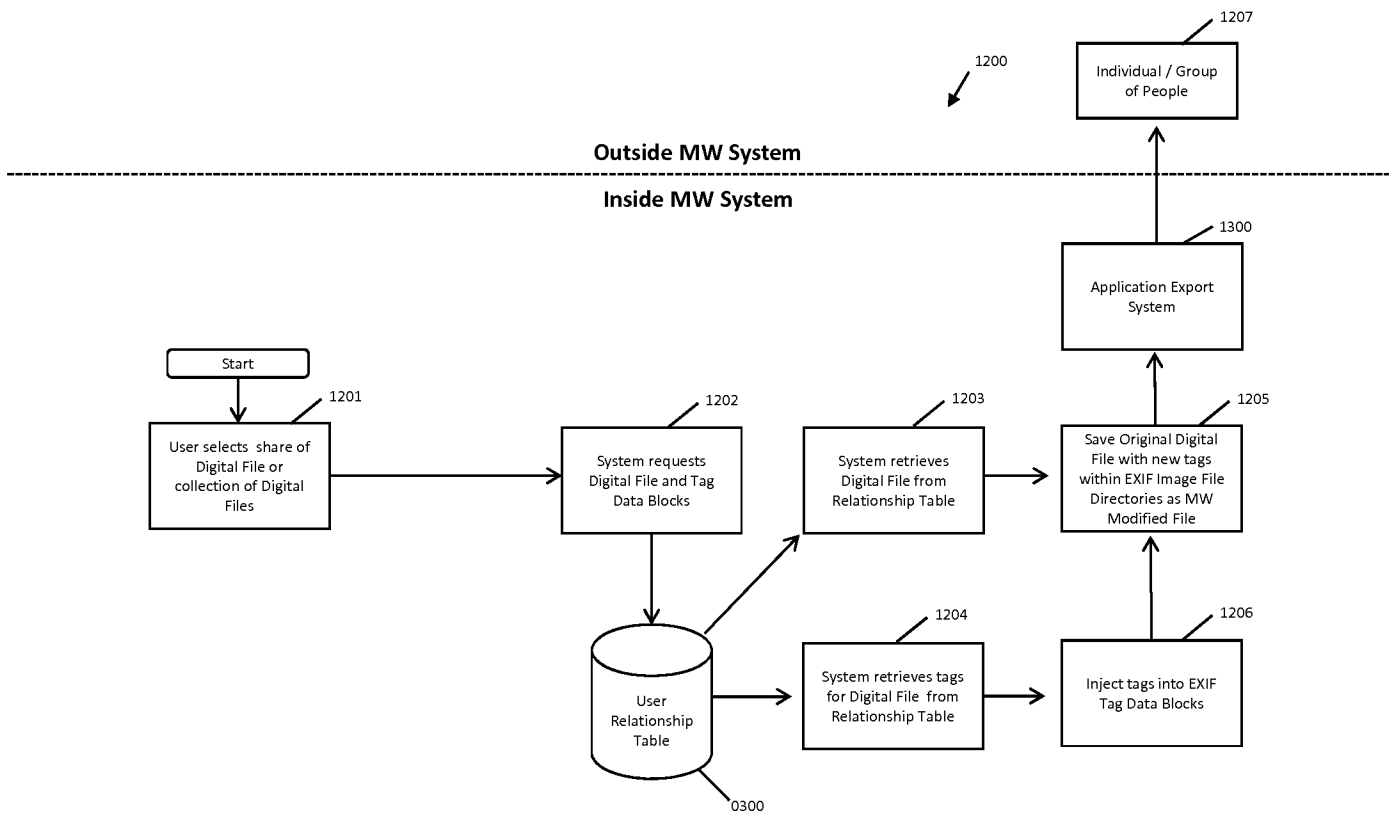 1207
Individual / Group
of People
1200
Outside MW System
Inside MW System
1300
Application Export
System
Start
1201
User selects share of
Digital File or
collection of Digital
Files
1202
System requests
Digital File and Tag
Data Blocks
1203
System retrieves
Digital File from
Relationship Table
1205
Save Original Digital
File with new tags
within EXIF Image File
Directories as MW
Modified File
User
Relationship
Table
0300
1204
System retrieves tags
for Digital File from
Relationship Table
1206
Inject tags into EXIF
Tag Data Blocks